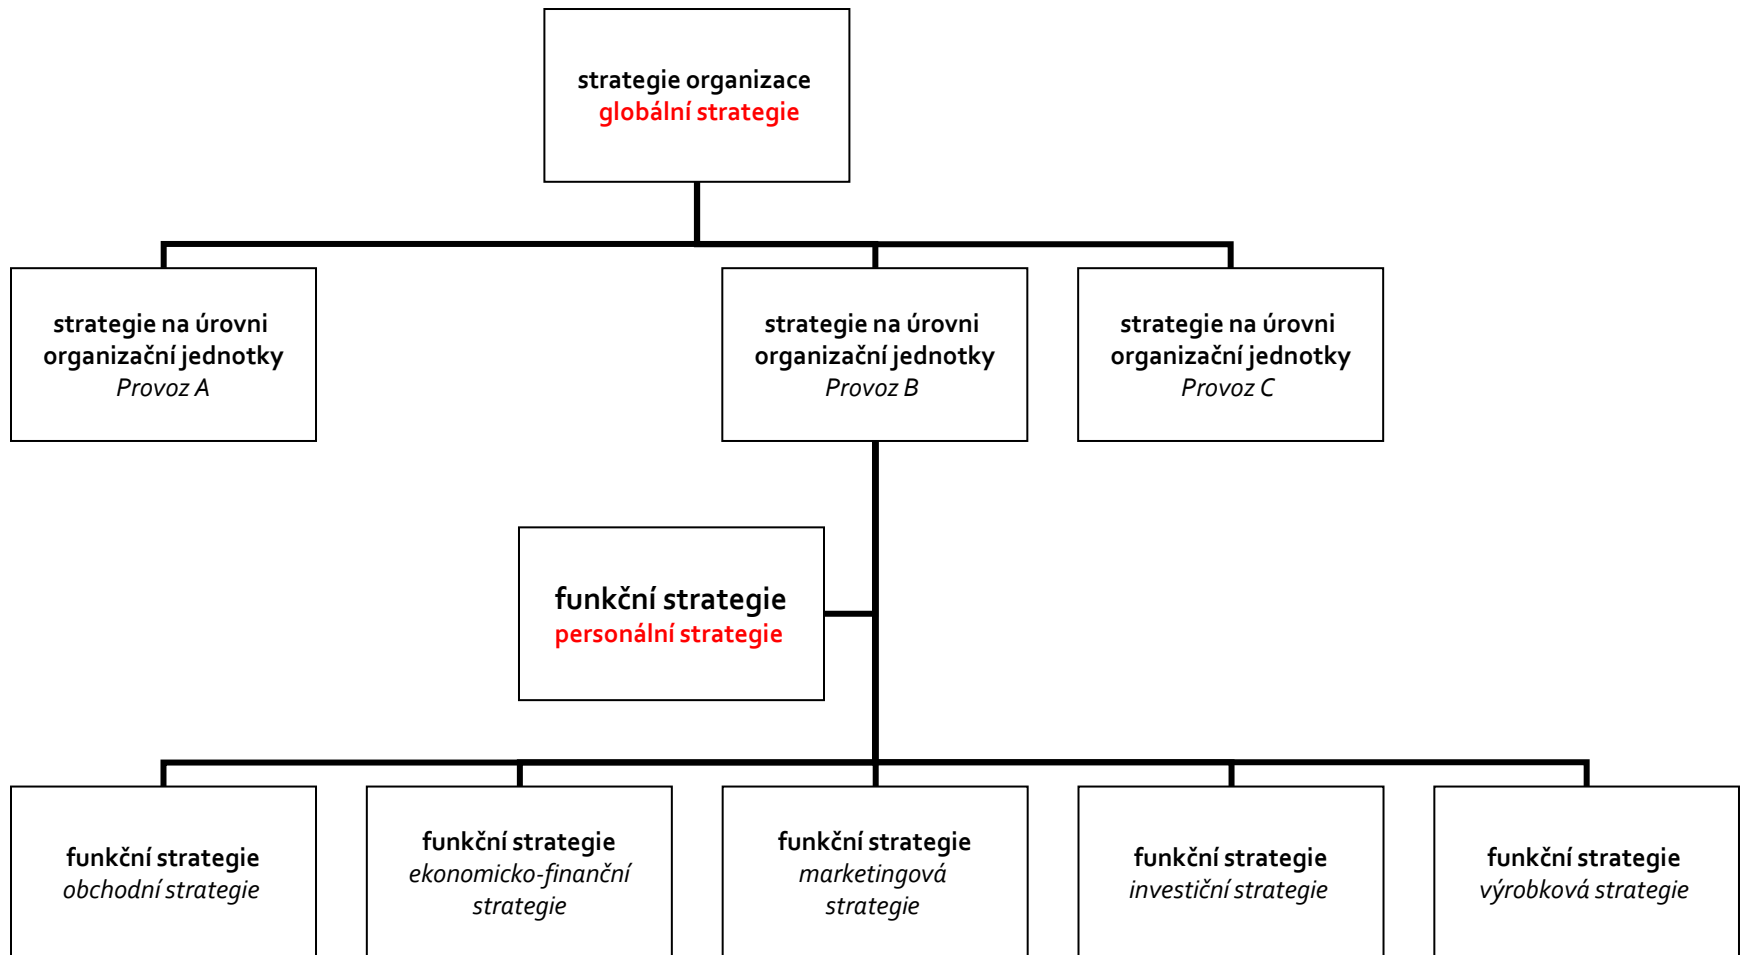 strategie organizace
globální strategie
strategie na úrovni
organizační jednotky
Provoz A
strategie na úrovni
organizační jednotky
Provoz B
strategie na úrovni
organizační jednotky
Provoz C
funkční strategie
personální strategie
funkční strategie
obchodní strategie
funkční strategie
ekonomicko-finanční
strategie
funkční strategie
marketingová
strategie
funkční strategie
investiční strategie
funkční strategie
výrobková strategie